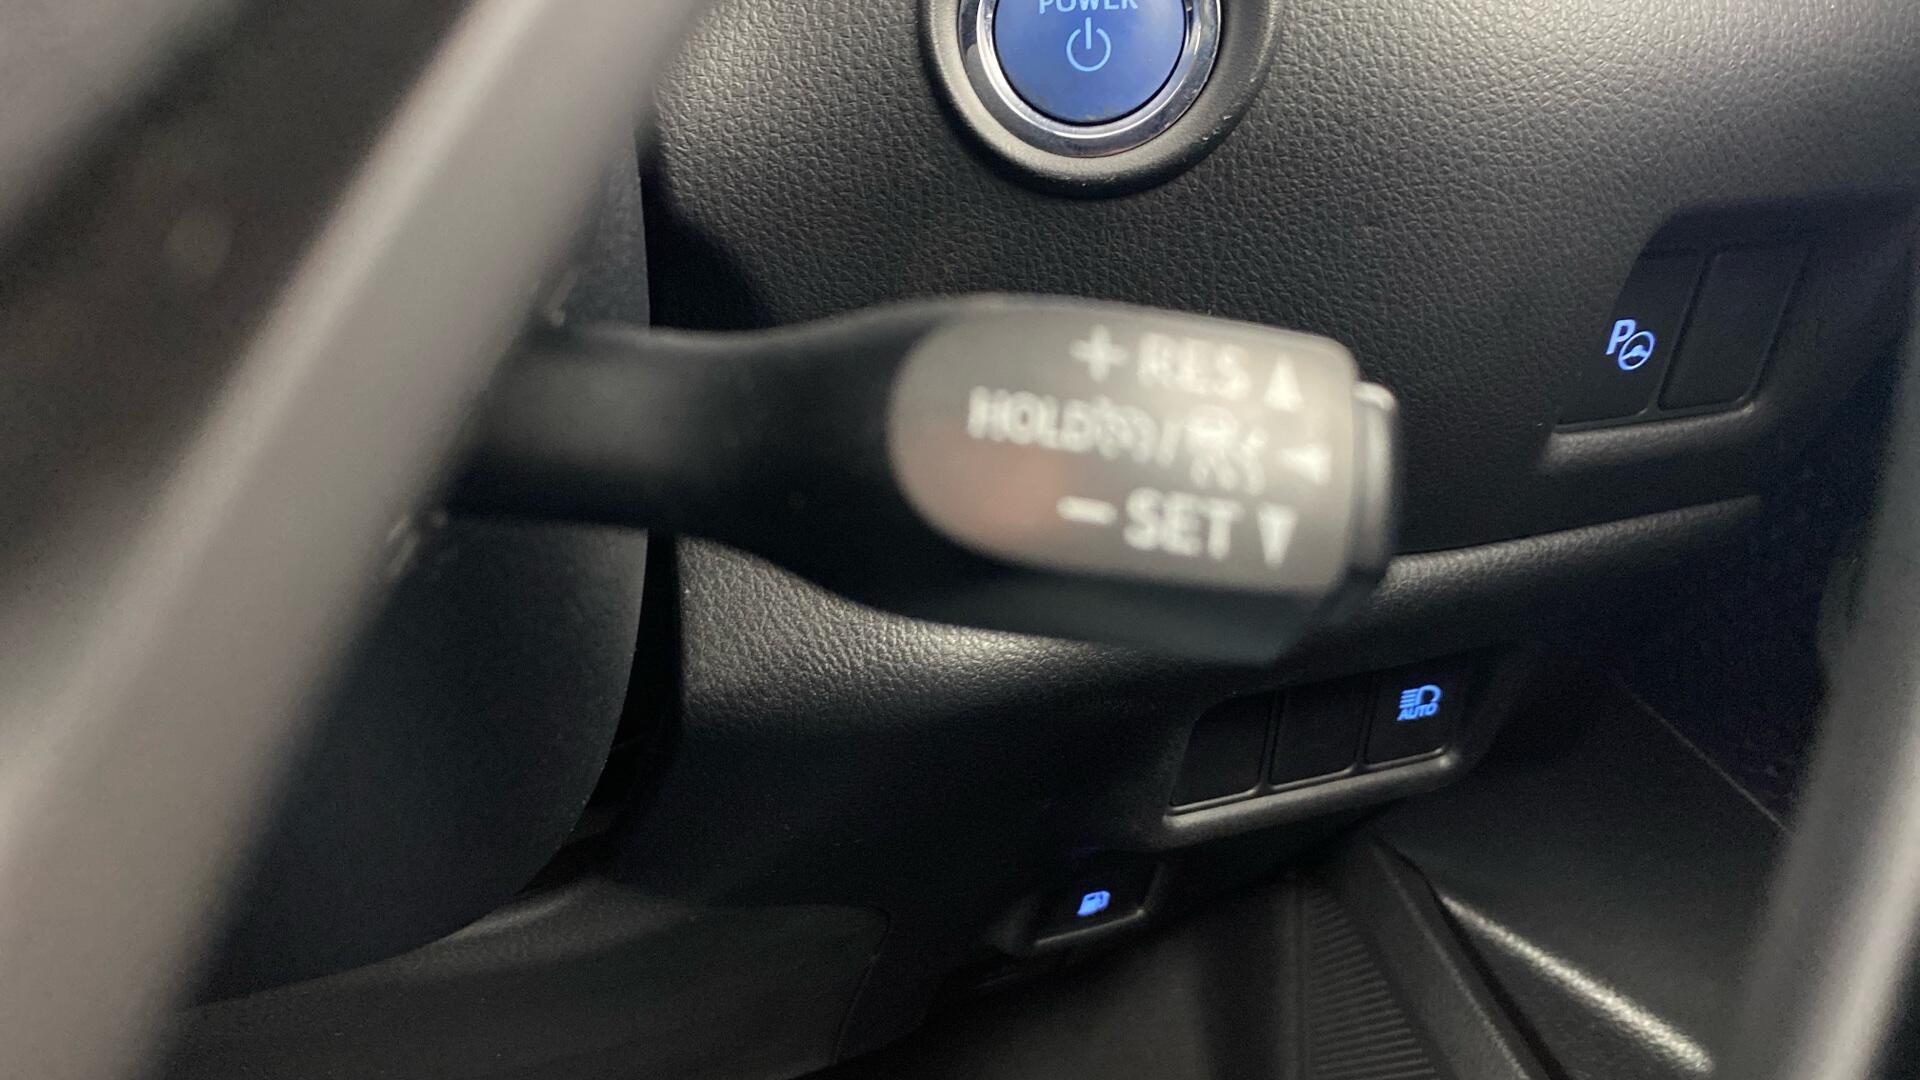 POWER
P
+ RES ▲
HOLD / ◄
- SET ▼
AUTO